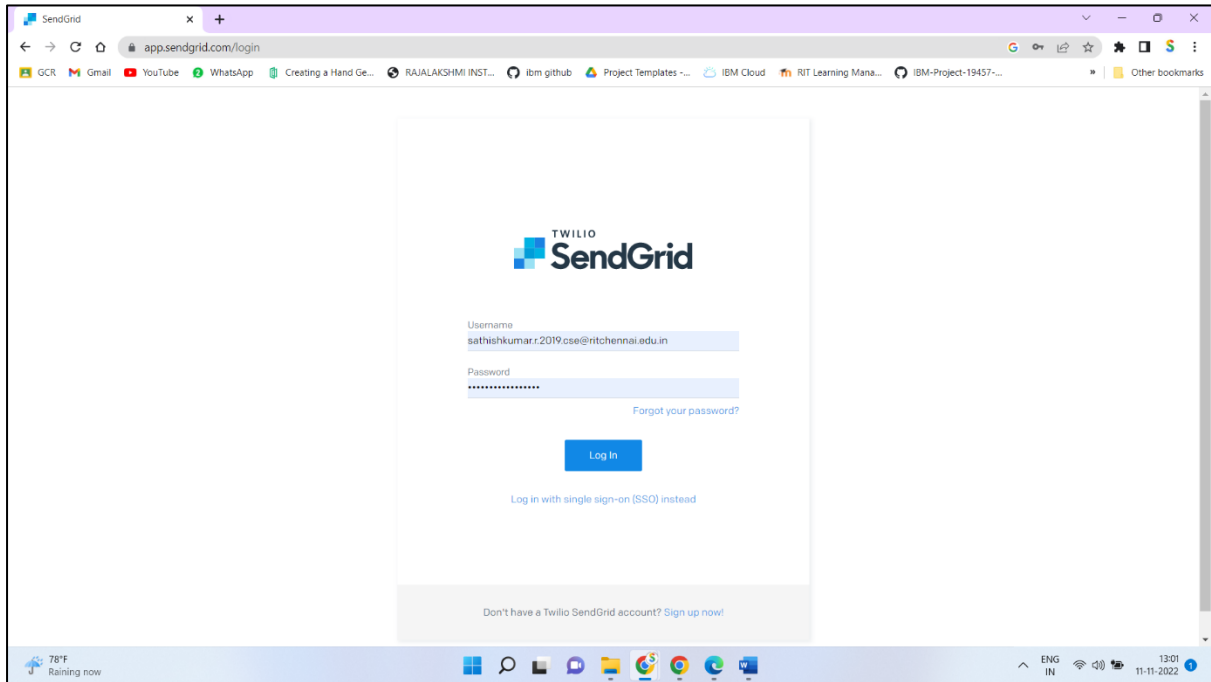 SendGrid
app.sendgrid.com/login
GCR Gmail YouTube WhatsApp Creating a Hand Ge... RAJALAKSHMI INST... ibm github Project Templates -... IBM Cloud RIT Learning Mana... IBM-Project-19457-... » Other bookmarks
TWILIO
SendGrid
Username
sathishkumar.r.2019.cse@ritchennai.edu.in
Password
Forgot your password?
Log In
Log in with single sign-on (SSO) instead
Don't have a Twilio SendGrid account? Sign up now!
78°F
Raining now
ENG
IN
13:01
11-11-2022
1